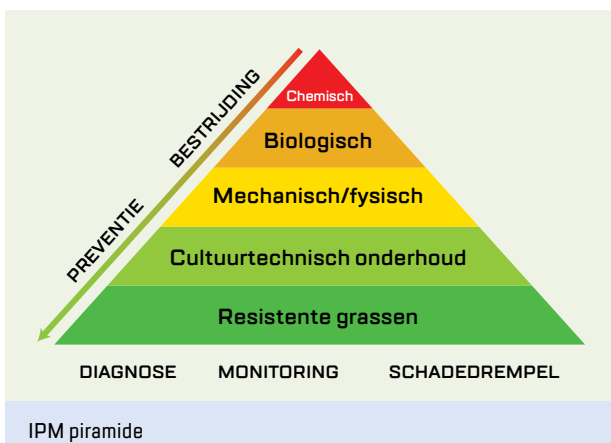 Chemisch
BESTRIJDING
Biologisch
Mechanisch/fysisch
PREVENTIE
Cultuurtechnisch onderhoud
Resistente grassen
DIAGNOSE MONITORING SCHADEDREMPEL
IPM piramide